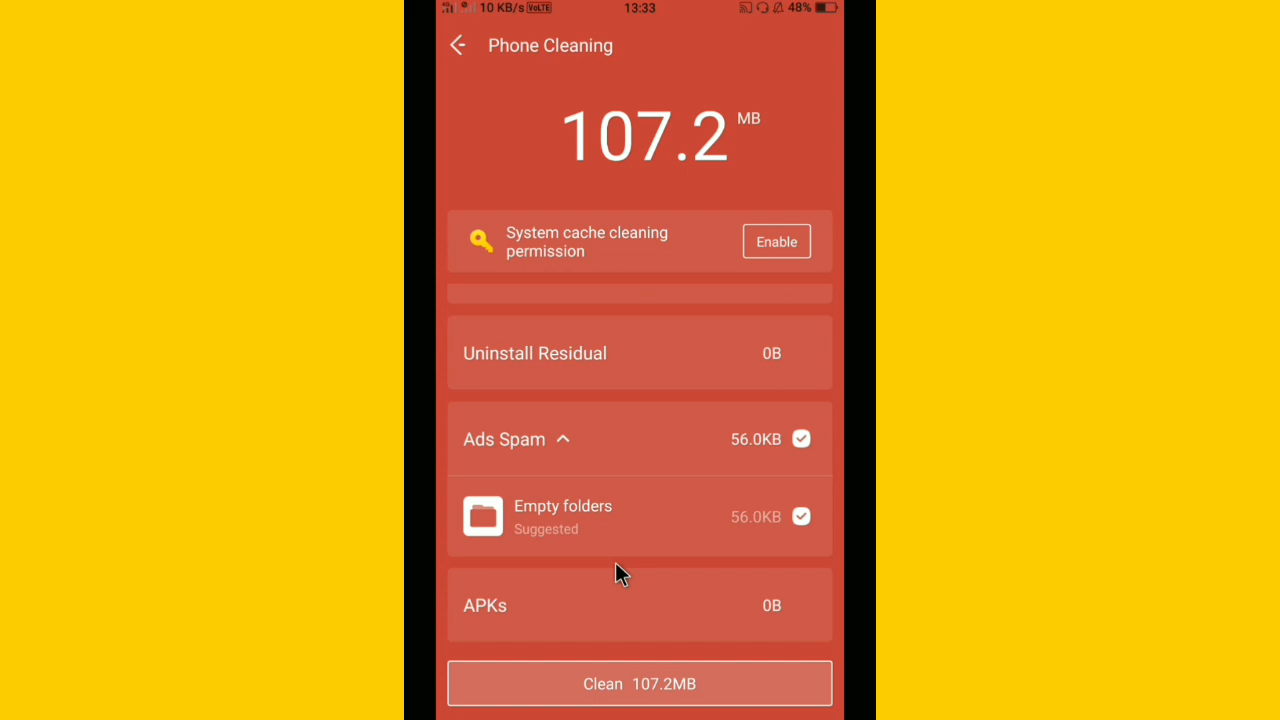 10 KB/s VoLTE 13:33 48%
Phone Cleaning
107.2 MB
System cache cleaning
permission
Enable
Uninstall Residual 0B
Ads Spam 56.0KB
Empty folders 56.0KB
Suggested
APKs 0B
Clean 107.2MB